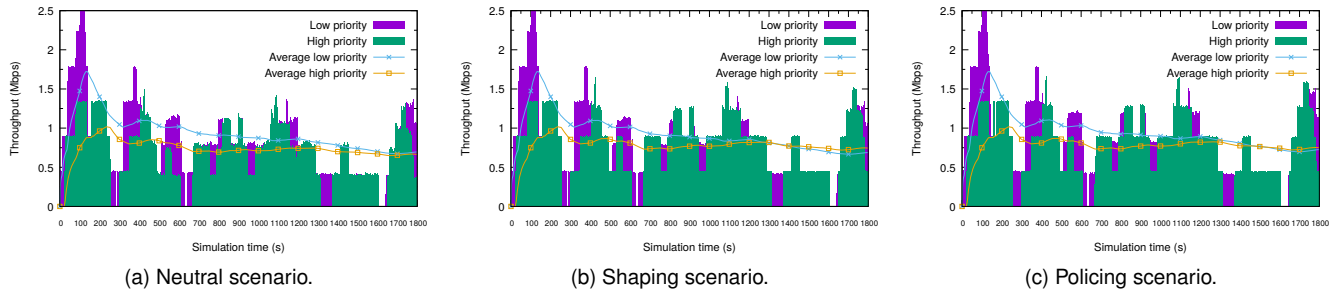 Throughput (Mbps)
2.5
2
1.5
1
0.5
0
Low priority
High priority
Average low priority
Average high priority
0 100 200 300 400 500 600 700 800 900 1000 1100 1200 1300 1400 1500 1600 1700 1800
Simulation time (s)
(a) Neutral scenario.
Throughput (Mbps)
2.5
2
1.5
1
0.5
0
Low priority
High priority
Average low priority
Average high priority
0 100 200 300 400 500 600 700 800 900 1000 1100 1200 1300 1400 1500 1600 1700 1800
Simulation time (s)
(b) Shaping scenario.
Throughput (Mbps)
2.5
2
1.5
1
0.5
0
Low priority
High priority
Average low priority
Average high priority
0 100 200 300 400 500 600 700 800 900 1000 1100 1200 1300 1400 1500 1600 1700 1800
Simulation time (s)
(c) Policing scenario.